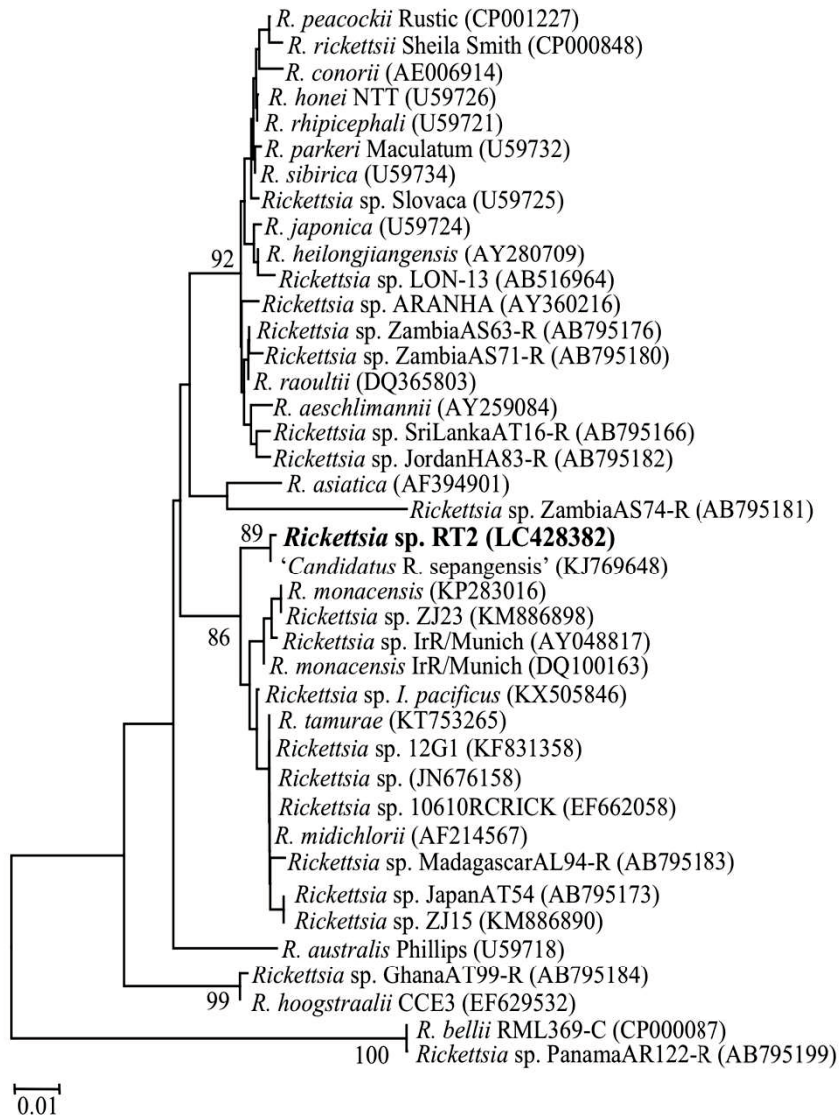 R. peacockii Rustic (CP001227)
R. rickettsii Sheila Smith (CP000848)
R. conorii (AE006914)
R. honei NTT (U59726)
R. rhipicephali (U59721)
R. parkeri Maculatum (U59732)
R. sibirica (U59734)
Rickettsia sp. Slovaca (U59725)
R. japonica (U59724)
R. heilongjiangensis (AY280709)
92
Rickettsia sp. LON-13 (AB516964)
Rickettsia sp. ARANHA (AY360216)
Rickettsia sp. ZambiaAS63-R (AB795176)
Rickettsia sp. ZambiaAS71-R (AB795180)
R. raoultii (DQ365803)
R. aeschlimannii (AY259084)
Rickettsia sp. SriLankaAT16-R (AB795166)
Rickettsia sp. JordanHA83-R (AB795182)
R. asiatica (AF394901)
Rickettsia sp. ZambiaAS74-R (AB795181)
89 Rickettsia sp. RT2 (LC428382)
‘Candidatus R. sepangensis’ (KJ769648)
R. monacensis (KP283016)
Rickettsia sp. ZJ23 (KM886898)
86 Rickettsia sp. IrR/Munich (AY048817)
R. monacensis IrR/Munich (DQ100163)
Rickettsia sp. I. pacificus (KX505846)
R. tamurae (KT753265)
Rickettsia sp. 12G1 (KF831358)
Rickettsia sp. (JN676158)
Rickettsia sp. 10610RCRICK (EF662058)
R. midichlorii (AF214567)
Rickettsia sp. MadagascarAL94-R (AB795183)
Rickettsia sp. JapanAT54 (AB795173)
Rickettsia sp. ZJ15 (KM886890)
R. australis Phillips (U59718)
Rickettsia sp. GhanaAT99-R (AB795184)
99 R. hoogstraalii CCE3 (EF629532)
R. bellii RML369-C (CP000087)
100 Rickettsia sp. PanamaAR122-R (AB795199)
0.01